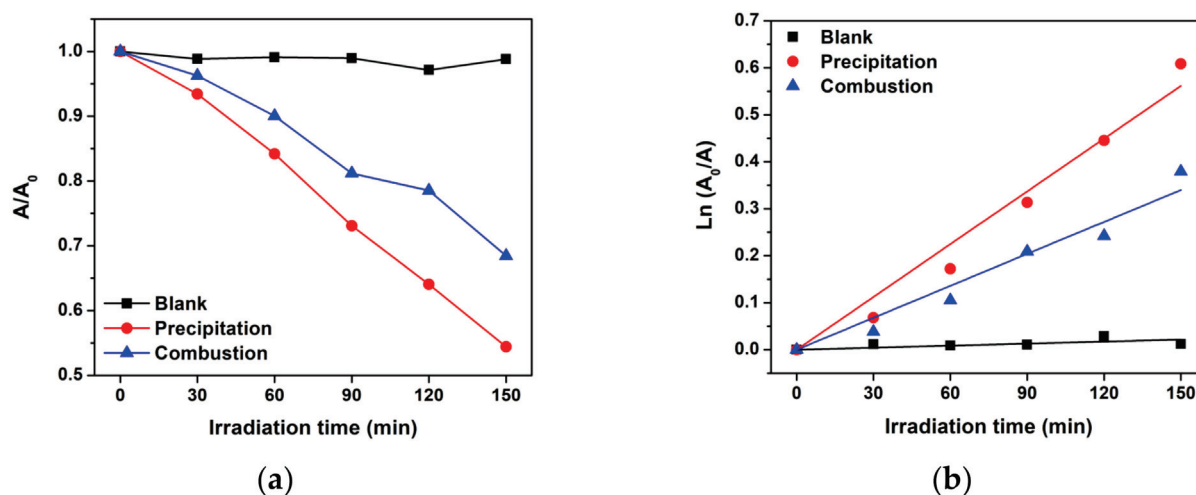 1.0
0.9
0.8
0.7
0.6
0.5
A/A0
Blank
Precipitation
Combustion
0 30 60 90 120 150
Irradiation time (min)
(a)
0.7
0.6
0.5
0.4
0.3
0.2
0.1
0.0
Ln (A0/A)
Blank
Precipitation
Combustion
0 30 60 90 120 150
Irradiation time (min)
(b)